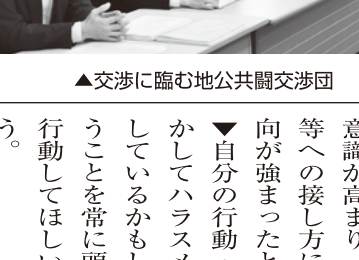 ▲交渉に臨む地公共闘交渉団
意識が高まり
等への接し方に
向が強まったと
▼自分の行動
かしてハラスメ
しているかもし
うことを常に頭
行動してほしい
う。